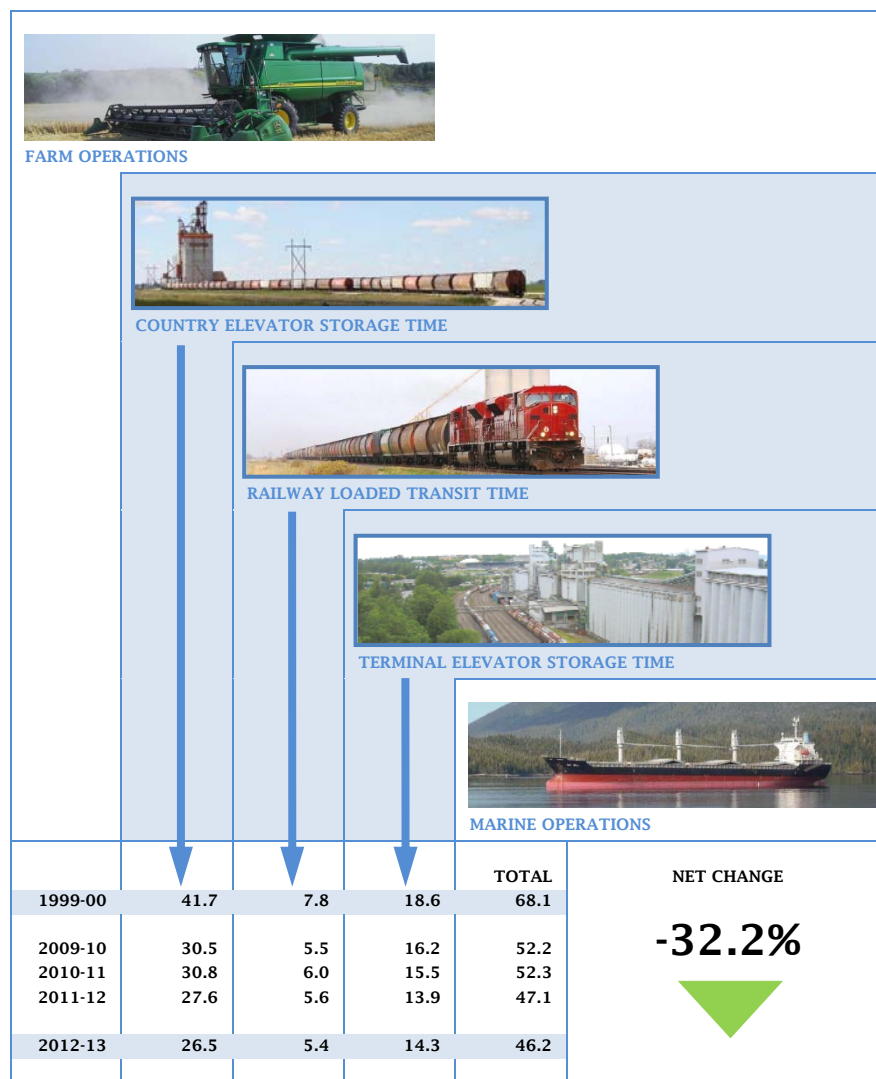 FARM OPERATIONS
COUNTRY ELEVATOR STORAGE TIME
RAILWAY LOADED TRANSIT TIME
TERMINAL ELEVATOR STORAGE TIME
MARINE OPERATIONS
TOTAL NET CHANGE
1999-00 41.7 7.8 18.6 68.1
-32.2%
2009-10 30.5 5.5 16.2 52.2
2010-11 30.8 6.0 15.5 52.3
2011-12 27.6 5.6 13.9 47.1
2012-13 26.5 5.4 14.3 46.2